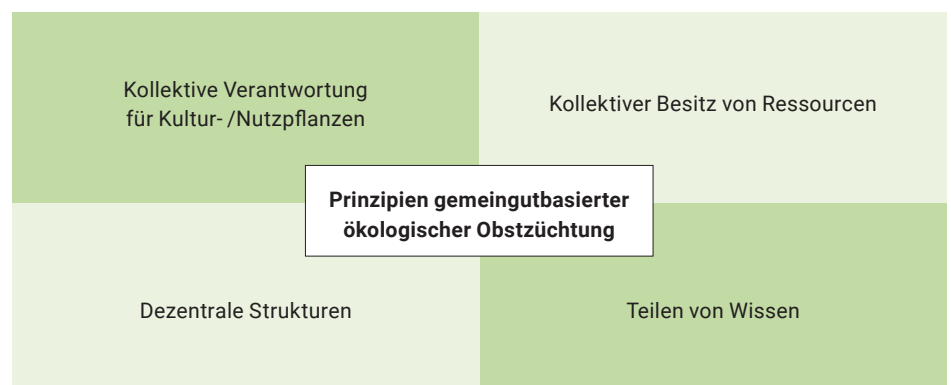 Kollektive Verantwortung
für Kultur- /Nutzpflanzen
Kollektiver Besitz von Ressourcen
Prinzipien gemeingutbasierter
ökologischer Obstzüchtung
Dezentrale Strukturen
Teilen von Wissen